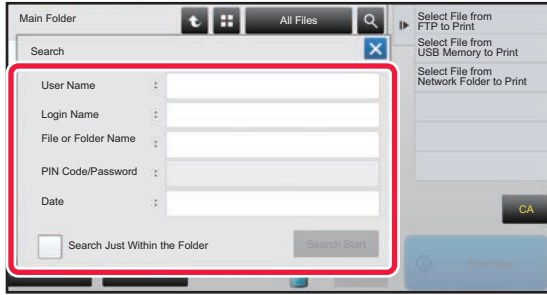 Main Folder
All Files
Select File from
FTP to Print
Search
Select File from
USB Memory to Print
Select File from
Network Folder to Print
User Name :
Login Name :
File or Folder Name :
PIN Code/Password :
Date :
CA
Search Just Within the Folder
Search Start
Print Now